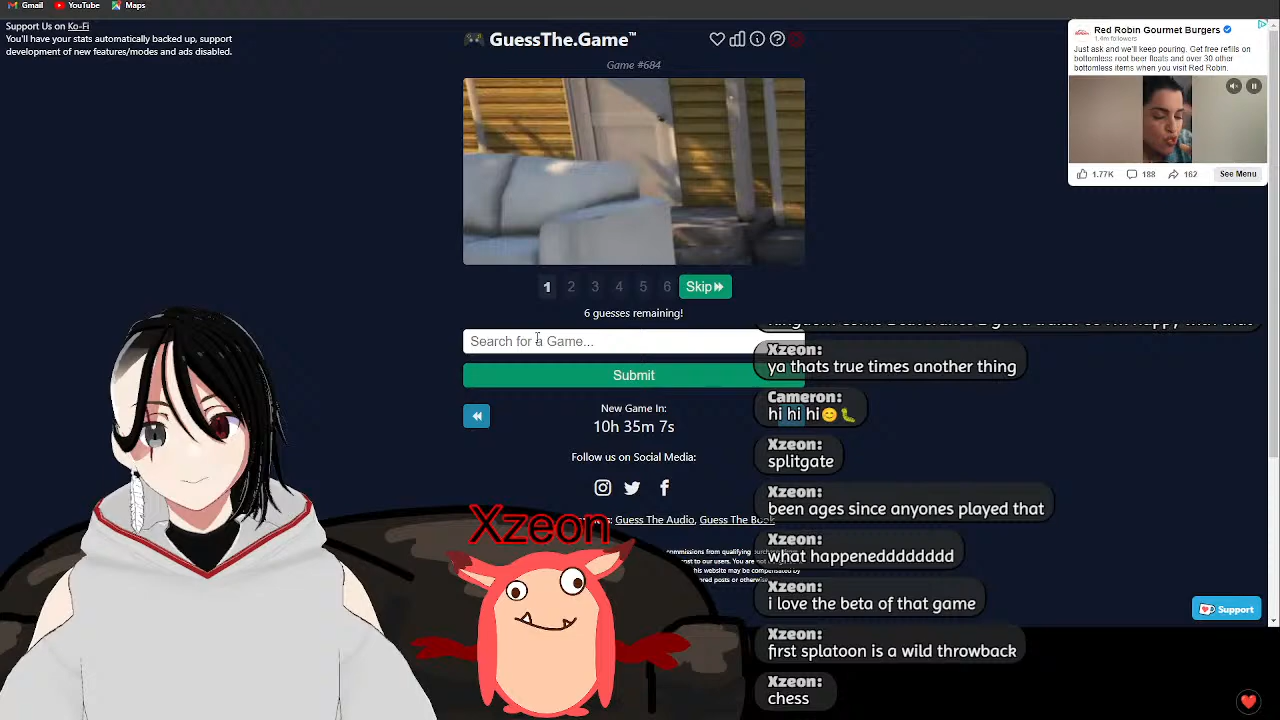 Gmail
YouTube
Maps
Support Us on Ko-Fi
You'll have your stats automatically backed up, support
development of new features/modes and ads disabled.
GuessThe.Game™
Game #684
Red Robin Gourmet Burgers
1.4m followers
Just ask and we'll keep pouring. Get free refills on
bottomless root beer floats and over 30 other
bottomless items when you visit Red Robin.
1.77K
188
162
See Menu
1 2 3 4 5 6 Skip
6 guesses remaining!
Search for a Game...
Submit
New Game In:
10h 35m 7s
Follow us on Social Media:
Guess The Audio, Guess The Book
Support
Xzeon:
ya thats true times another thing
Cameron:
hi hi hi😊🐛
Xzeon:
splitgate
Xzeon:
been ages since anyones played that
Xzeon:
what happenedddddddd
Xzeon:
i love the beta of that game
Xzeon:
first splatoon is a wild throwback
Xzeon:
chess
Xzeon